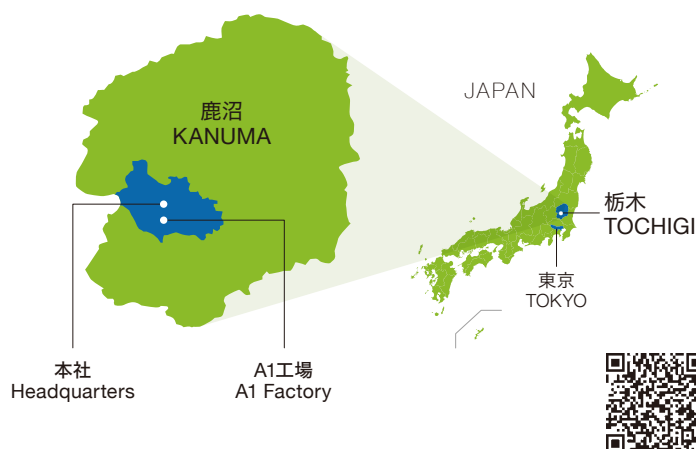 鹿沼
KANUMA
JAPAN
栃木
TOCHIGI
東京
TOKYO
本社
Headquarters
A1工場
A1 Factory